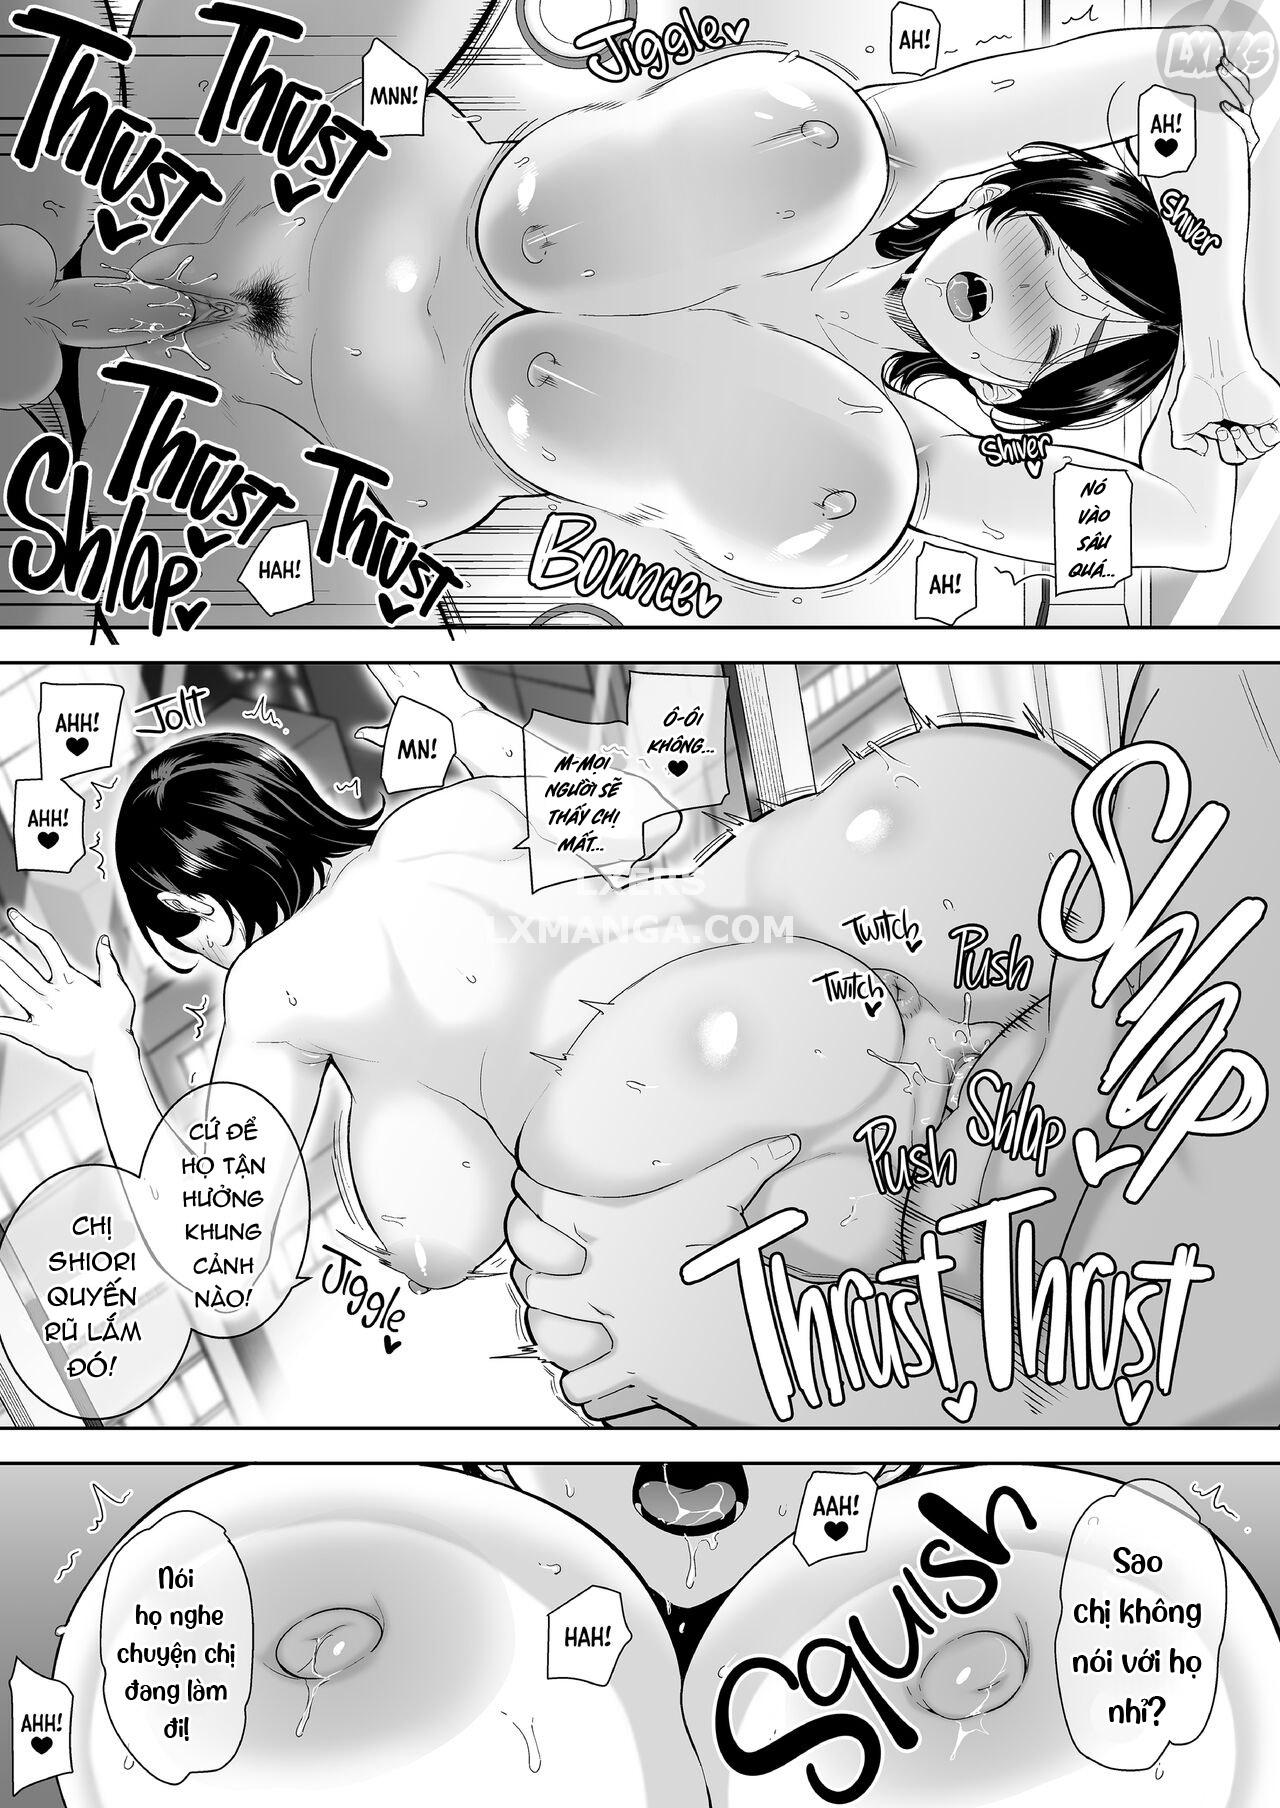 LXERS
Jiggle
AH!
MNN!
AH!
Thrust
Thrust
Shiver
Thrust
Shlap
Thrust
Thrust
Shiver
NÓ
VÀO
SÂU
QUÁ...
HAH!
Bounce
AH!
AHH!
Jolt
MN!
Ô-ÔI
KHÔNG...
M-MỌI
NGƯỜI SẼ
THẤY CHỊ
MẤT...
AHH!
Shlap
LXERS
LXMANGA.COM
Twitch
Push
Twitch
CỨ ĐỂ
HỌ TẬN
HƯỞNG
KHUNG
CẢNH
NÀO!
Push
Shlap
CHỊ
SHIORI
QUYẾN
RŨ LẮM
ĐÓ!
Jiggle
Thrust
Thrust
AAH!
Squish
Sao
chị không
nói với họ
nhỉ?
Nói
họ nghe
chuyện chị
đang làm
đi!
HAH!
AHH!